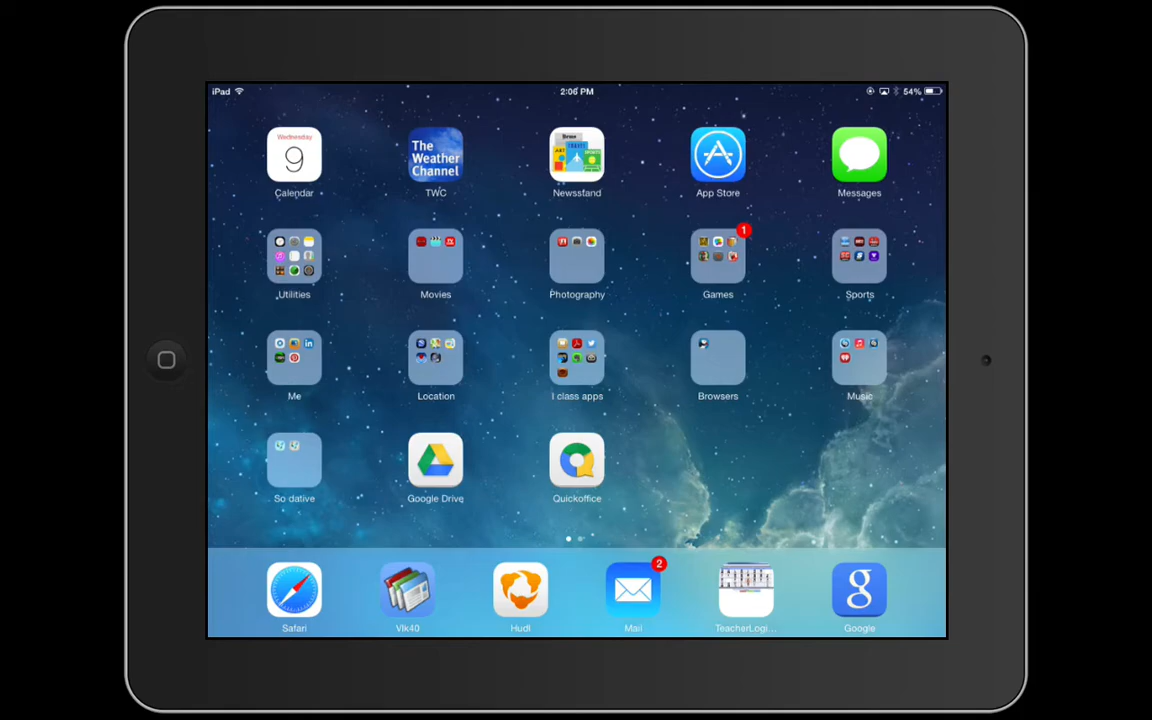 iPad 2:06 PM 54%
Wednesday
9
The Weather Channel
Calendar TWC Newsstand App Store Messages
1
Utilities Movies Photography Games Sports
Me Location I class apps Browsers Music
So dative Google Drive Quickoffice
2
g
Safari Vlk40 Hudl Mail TeacherLogi... Google